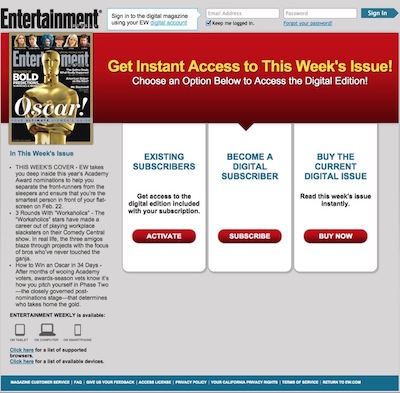 Entertainment
Sign in to the digital magazine
using your EW digital account
Email Address
Password
Sign In
Keep me logged in.
Forgot your password?
Entertainment
BOLD
PREDICTIONS
Oscar!
Get Instant Access to This Week's Issue!
Choose an Option Below to Access the Digital Edition!
In This Week's Issue
• THIS WEEK'S COVER - EW takes
you deep inside this year's Academy
Award nominations to help you
separate the front-runners from the
sleepers and ensure that you're the
smartest person in front of your flat-
screen on Feb. 22.
• 3 Rounds With "Workaholics" - The
"Workaholics" stars have made a
career out of playing workplace
slacksters on their Comedy Central
show. In real life, the three amigos
blaze through projects with the focus
of bros who've never touched the
ganja.
• How to Win an Oscar in 34 Days -
After months of wooing Academy
voters, awards-season vets know it's
how you pitch yourself in Phase Two
—the closely governed post-
nominations stage—that determines
who takes home the gold.
ENTERTAINMENT WEEKLY is available:
ON TABLET
ON COMPUTER
ON SMARTPHONE
Click here for a list of supported
browsers.
Click here for a list of available devices.
EXISTING
SUBSCRIBERS
Get access to the
digital edition included
with your subscription.
ACTIVATE
BECOME A
DIGITAL
SUBSCRIBER
SUBSCRIBE
BUY THE
CURRENT
DIGITAL ISSUE
Read this week's issue
instantly.
BUY NOW
MAGAZINE CUSTOMER SERVICE | FAQ | GIVE US YOUR FEEDBACK | ACCESS LICENSE | PRIVACY POLICY | YOUR CALIFORNIA PRIVACY RIGHTS | TERMS OF SERVICE | RETURN TO EW.COM